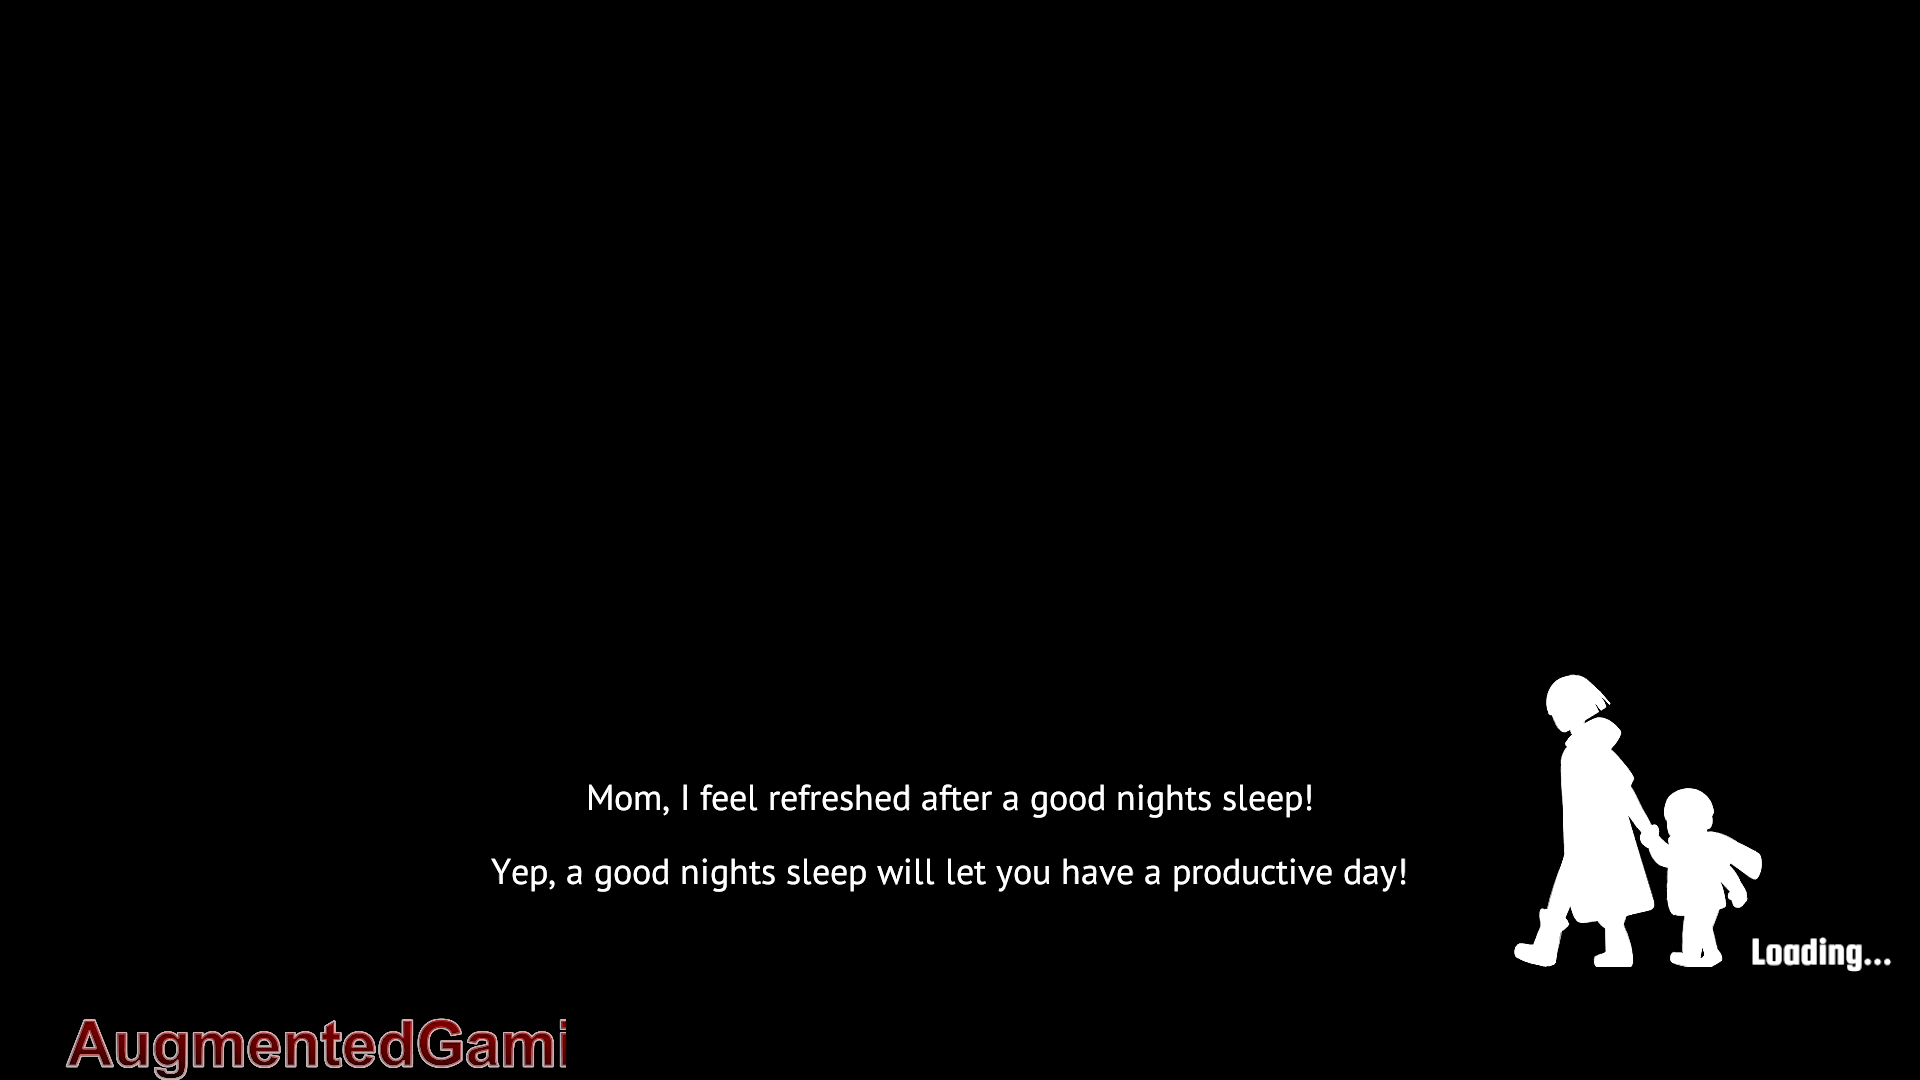 Mom, I feel refreshed after a good nights sleep!
Yep, a good nights sleep will let you have a productive day!
Loading...
AugmentedGami